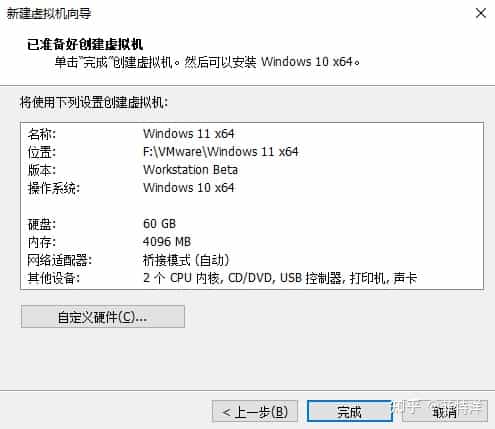 新建虚拟机向导
已准备好创建虚拟机
单击“完成”创建虚拟机。然后可以安装 Windows 10 x64。
将使用下列设置创建虚拟机:
名称: Windows 11 x64
位置: F:\VMware\Windows 11 x64
版本: Workstation Beta
操作系统: Windows 10 x64
硬盘: 60 GB
内存: 4096 MB
网络适配器: 桥接模式 (自动)
其他设备: 2 个 CPU 内核, CD/DVD, USB 控制器, 打印机, 声卡
自定义硬件(C)...
<上一步(B) 完成 取消
知乎